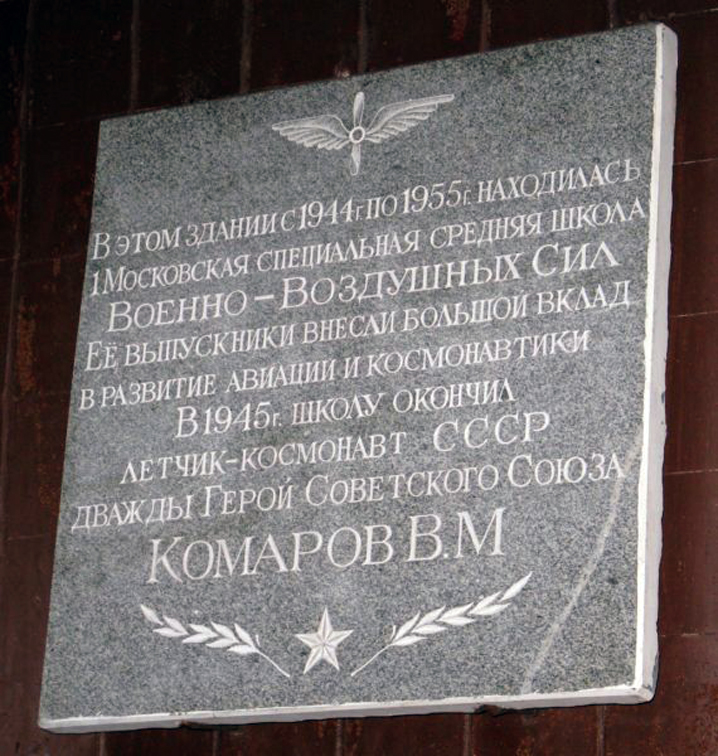 В этом здании с 1944г. по 1955г. находилась
1 Московская специальная средняя школа
Военно – Воздушных Сил
Её выпускники внесли большой вклад
в развитие авиации и космонавтики
В 1945г. школу окончил
летчик-космонавт СССР
дважды Герой Советского Союза
Комаров В.М